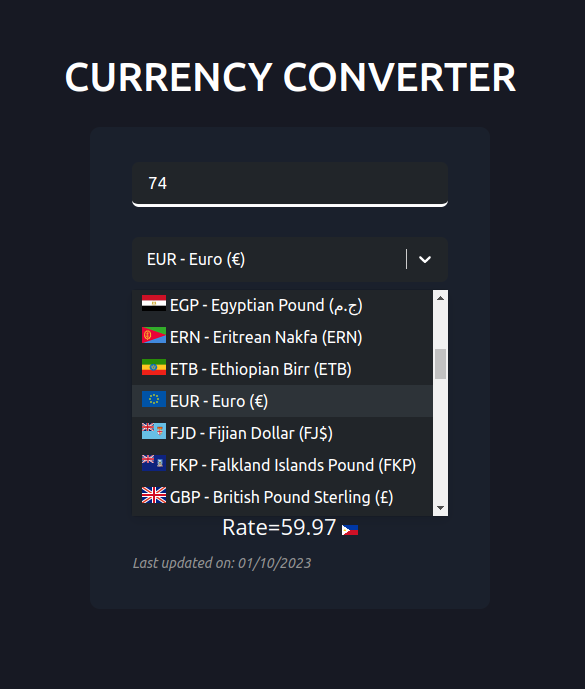 CURRENCY CONVERTER
74
EUR - Euro (€)
EGP - Egyptian Pound (ج.م)
ERN - Eritrean Nakfa (ERN)
ETB - Ethiopian Birr (ETB)
EUR - Euro (€)
FJD - Fijian Dollar (FJ$)
FKP - Falkland Islands Pound (FKP)
GBP - British Pound Sterling (£)
Rate=59.97
Last updated on: 01/10/2023